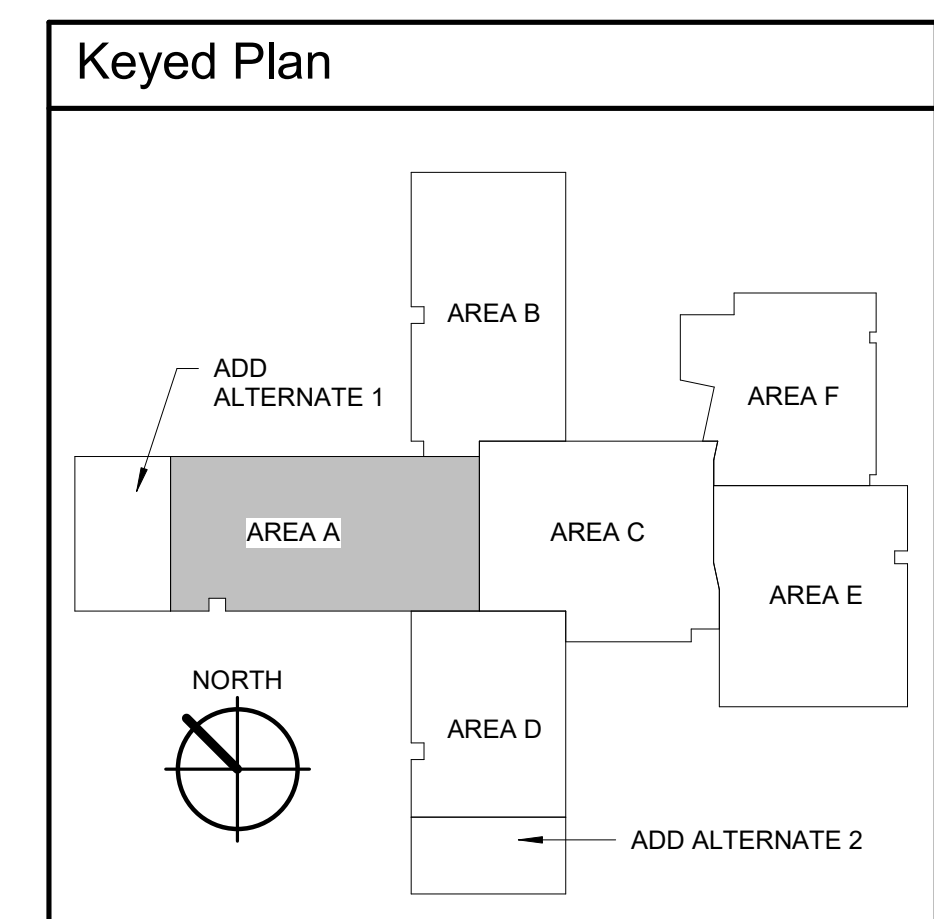 Keyed Plan
AREA B
ADD
ALTERNATE 1
AREA F
AREA A
AREA C
AREA E
NORTH
AREA D
ADD ALTERNATE 2